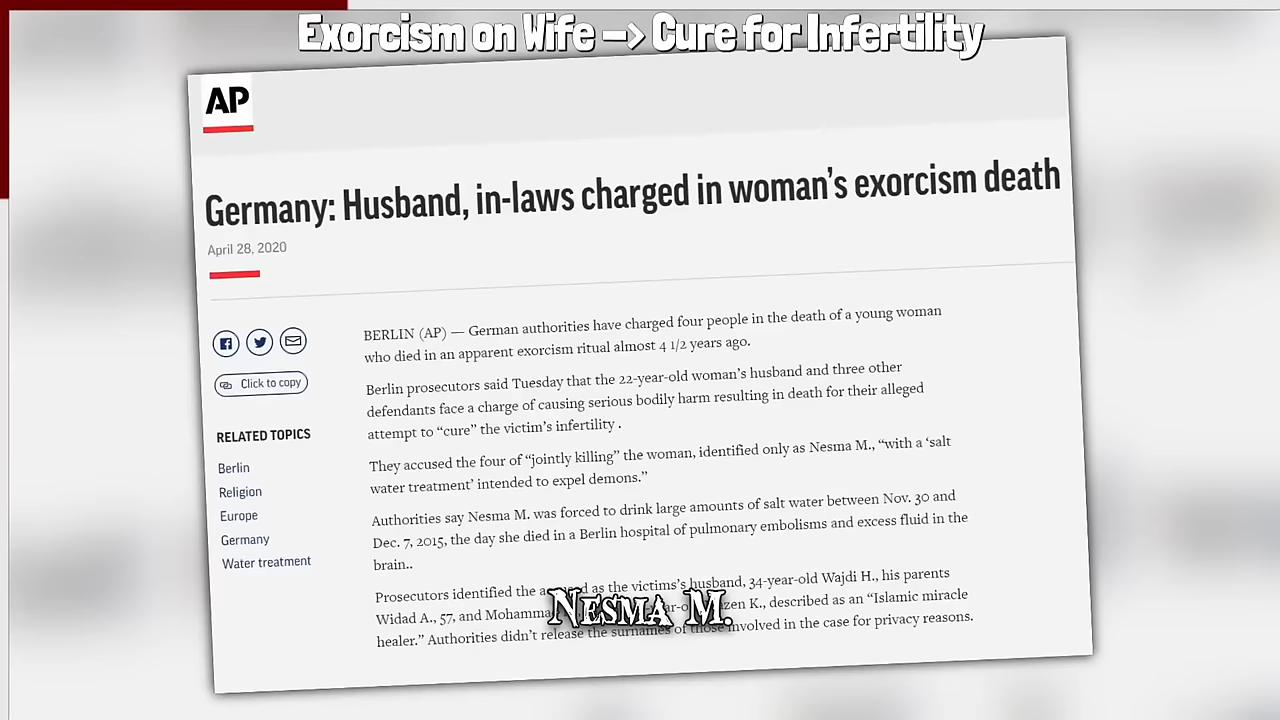 Exorcism on Wife –> Cure for Infertility
AP
Germany: Husband, in-laws charged in woman's exorcism death
April 28, 2020
Click to copy
RELATED TOPICS
Berlin
Religion
Europe
Germany
Water treatment
BERLIN (AP) — German authorities have charged four people in the death of a young woman
who died in an apparent exorcism ritual almost 4 1/2 years ago.
Berlin prosecutors said Tuesday that the 22-year-old woman's husband and three other
defendants face a charge of causing serious bodily harm resulting in death for their alleged
attempt to “cure” the victim's infertility .
They accused the four of “jointly killing” the woman, identified only as Nesma M., “with a ‘salt
water treatment’ intended to expel demons.”
Authorities say Nesma M. was forced to drink large amounts of salt water between Nov. 30 and
Dec. 7, 2015, the day she died in a Berlin hospital of pulmonary embolisms and excess fluid in the
brain..
Prosecutors identified the as the victims's husband, 34-year-old Wajdi H., his parents
Widad A., 57, and K., described as an “Islamic miracle
healer.” Authorities didn't release the surnames of those involved in the case for privacy reasons.
Nesma M.